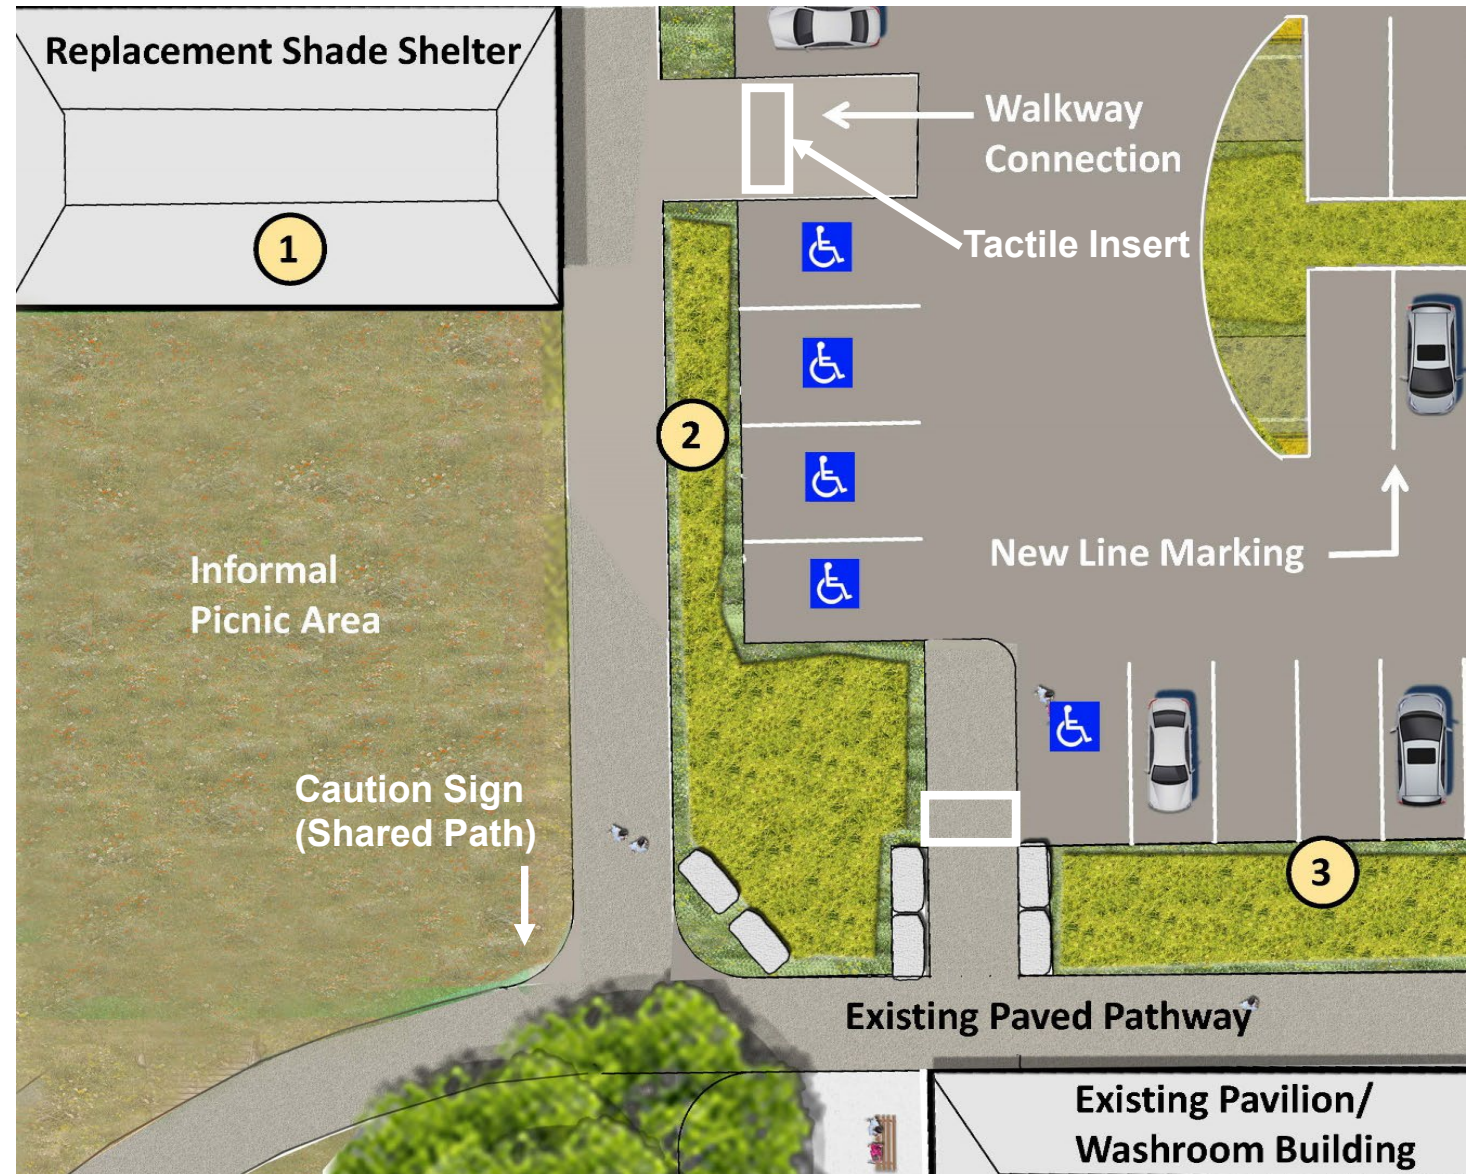 Replacement Shade Shelter
Walkway
Connection
1
Tactile Insert
2
New Line Marking
Informal
Picnic Area
Caution Sign
(Shared Path)
3
Existing Paved Pathway
Existing Pavilion/
Washroom Building